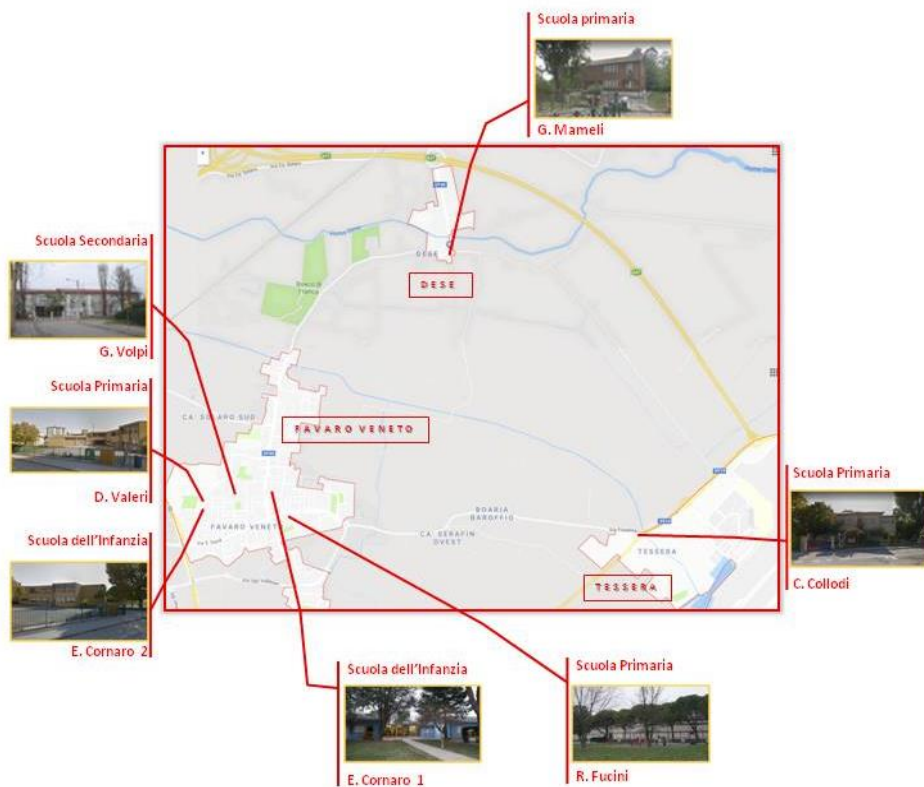 Scuola primaria
G. Mameli
Scuola Secondaria
G. Volpi
Scuola Primaria
D. Valeri
Scuola dell'Infanzia
E. Cornaro 2
DESE
DESE
CA' SOLARO SUD
FAVARO VENETO
FAVARO VENETO
BOARIA
BAROFFIO
CA' SERAFIN
OVEST
TESSERA
TESSERA
Scuola Primaria
C. Collodi
Scuola dell'Infanzia
E. Cornaro 1
Scuola Primaria
R. Fucini